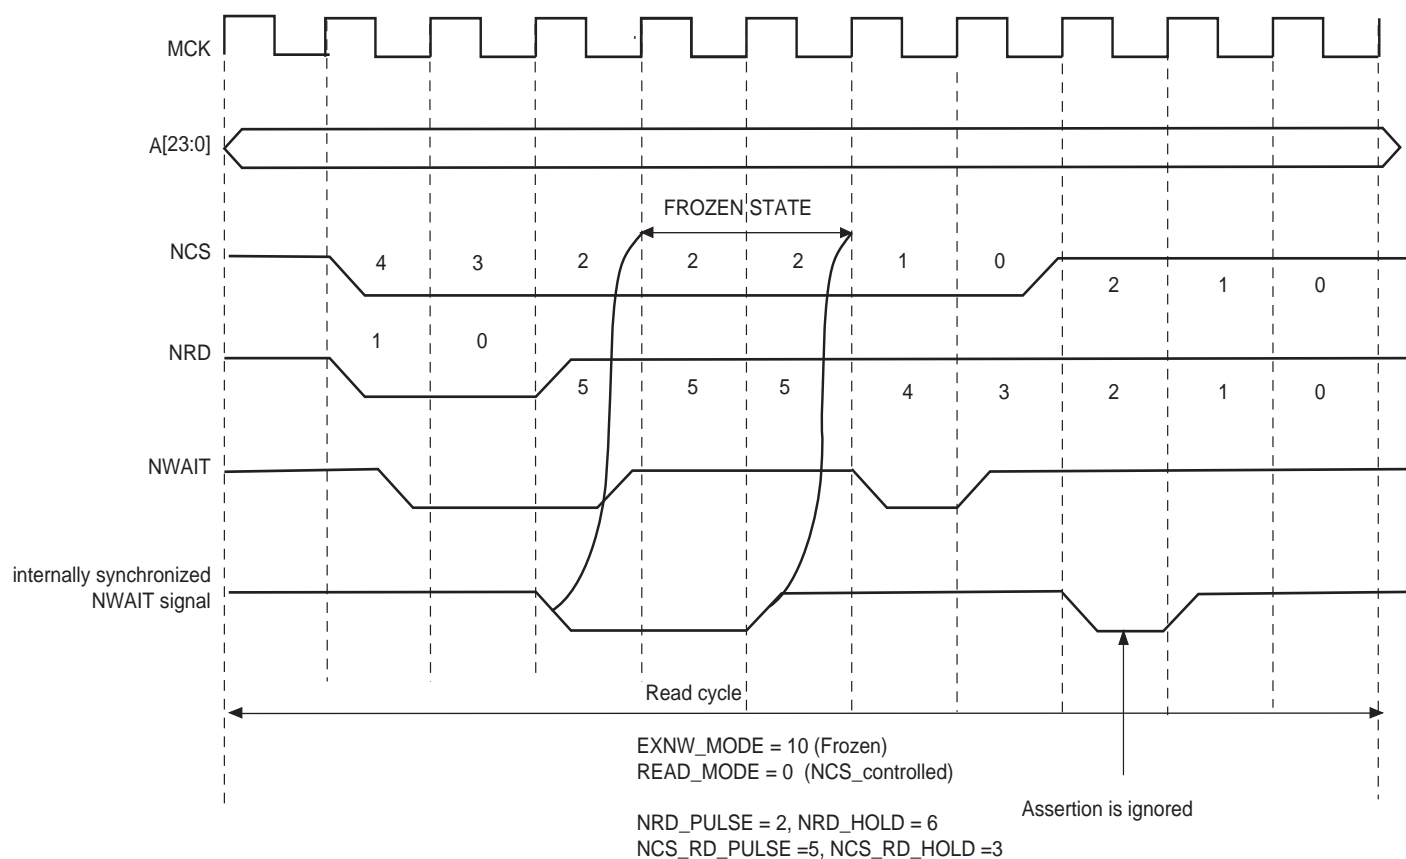 MCK
A[23:0]
FROZEN STATE
NCS
4 3 2 2 2 1 0
2 1 0
1 0
NRD
5 5 5 4 3 2 1 0
NWAIT
internally synchronized
NWAIT signal
Read cycle
EXNW_MODE = 10 (Frozen)
READ_MODE = 0 (NCS_controlled)
Assertion is ignored
NRD_PULSE = 2, NRD_HOLD = 6
NCS_RD_PULSE =5, NCS_RD_HOLD =3